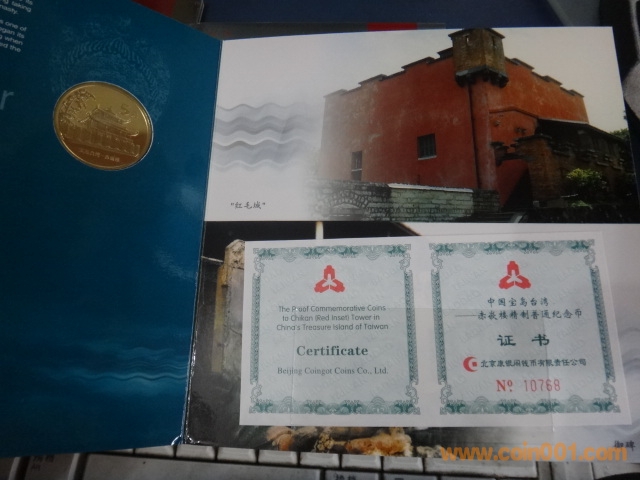 "红毛城"
The Proof Commemorative Coins
to Chikan (Red Inset) Tower in
China's Treasure Island of Taiwan
Certificate
Beijing Coingot Coins Co., Ltd.
中国宝岛台湾
——赤嵌楼精制普通纪念币
证书
北京康银阁钱币有限责任公司
№ 10768
御碑
www.coin001.com